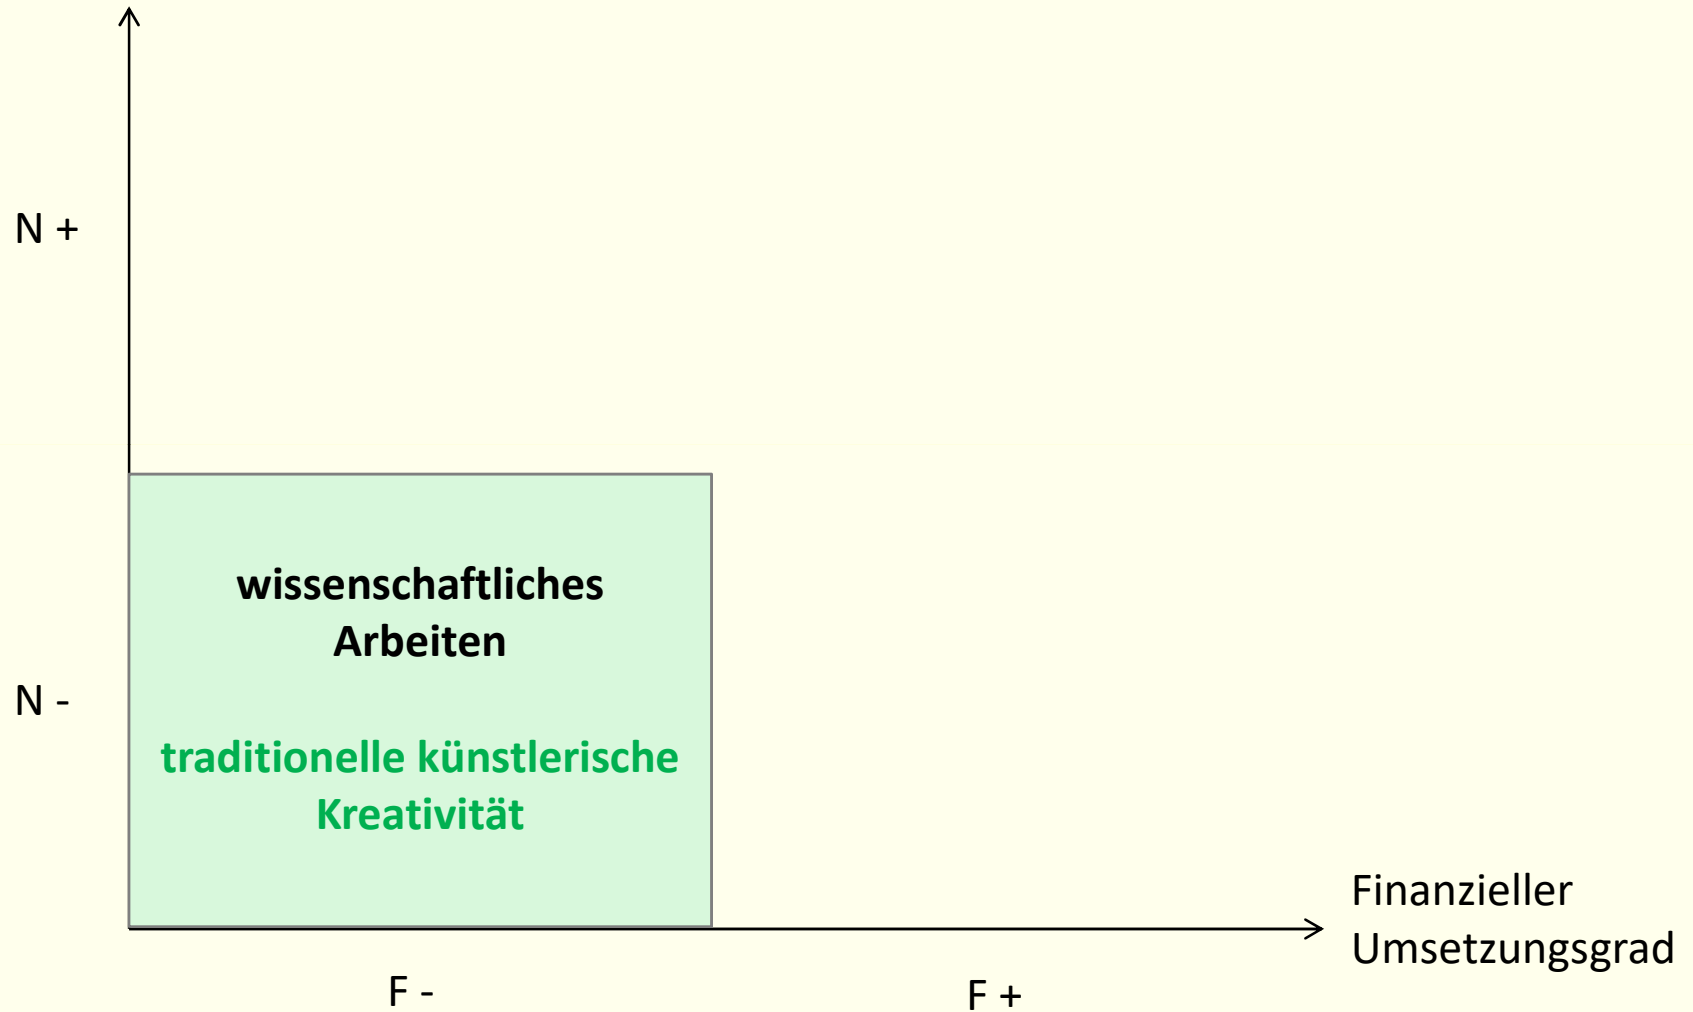 N +
wissenschaftliches
Arbeiten
N -
traditionelle künstlerische
Kreativität
Finanzieller
Umsetzungsgrad
F -
F +